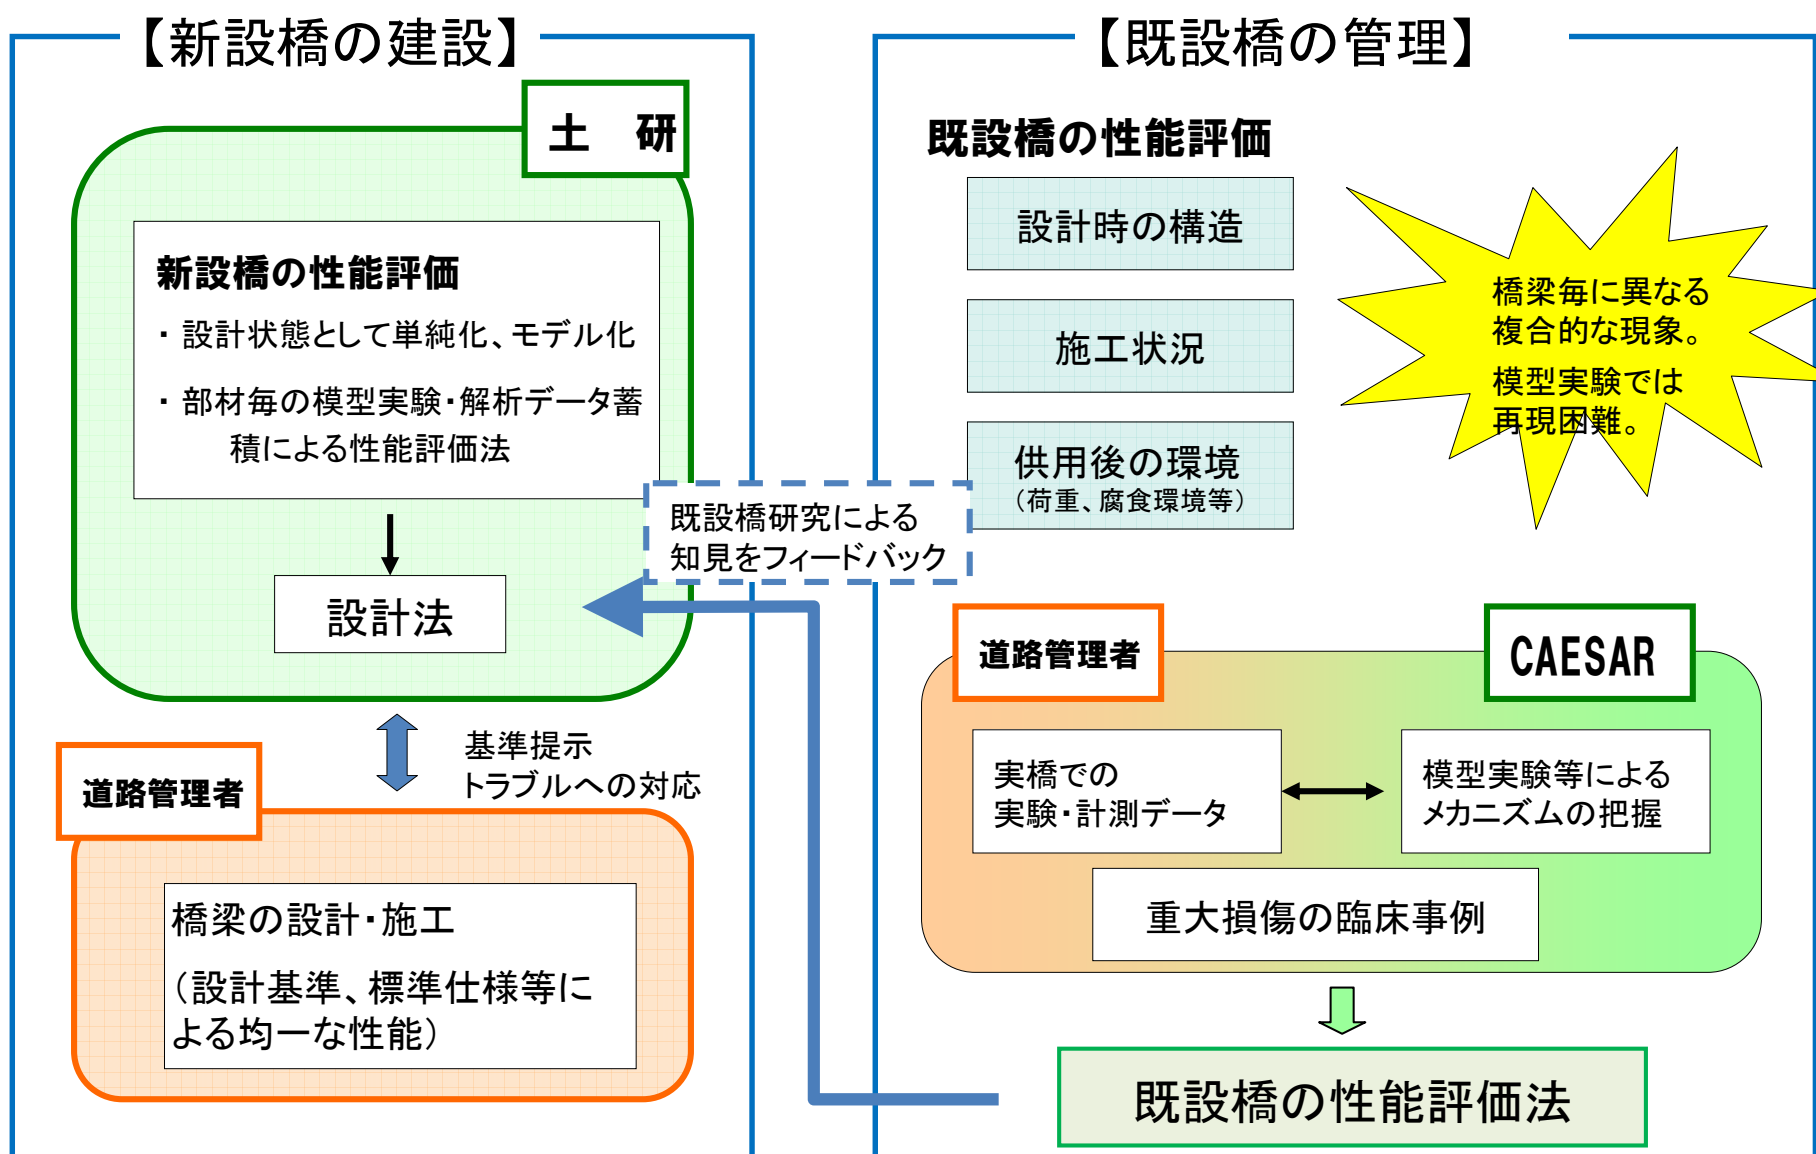 【新設橋の建設】
土　研
新設橋の性能評価
・設計状態として単純化、モデル化
・部材毎の模型実験・解析データ蓄
積による性能評価法
設計法
基準提示
トラブルへの対応
道路管理者
橋梁の設計・施工
（設計基準、標準仕様等に
よる均一な性能）
既設橋研究による
知見をフィードバック
【既設橋の管理】
既設橋の性能評価
設計時の構造
施工状況
供用後の環境
（荷重、腐食環境等）
橋梁毎に異なる
複合的な現象。
模型実験では
再現困難。
道路管理者
CAESAR
実橋での
実験・計測データ
模型実験等による
メカニズムの把握
重大損傷の臨床事例
既設橋の性能評価法